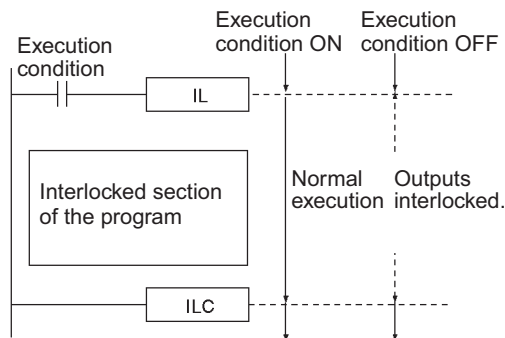 Execution
condition
Execution
condition ON
Execution
condition OFF
IL
Interlocked section
of the program
Normal
execution
Outputs
interlocked.
ILC